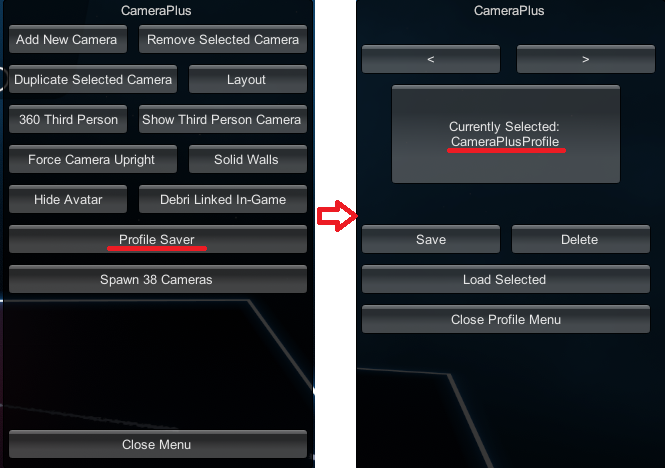 CameraPlus
Add New Camera
Remove Selected Camera
Duplicate Selected Camera
Layout
360 Third Person
Show Third Person Camera
Force Camera Upright
Solid Walls
Hide Avatar
Debri Linked In-Game
Profile Saver
Spawn 38 Cameras
Close Menu
CameraPlus
<
>
Currently Selected:
CameraPlusProfile
Save
Delete
Load Selected
Close Profile Menu